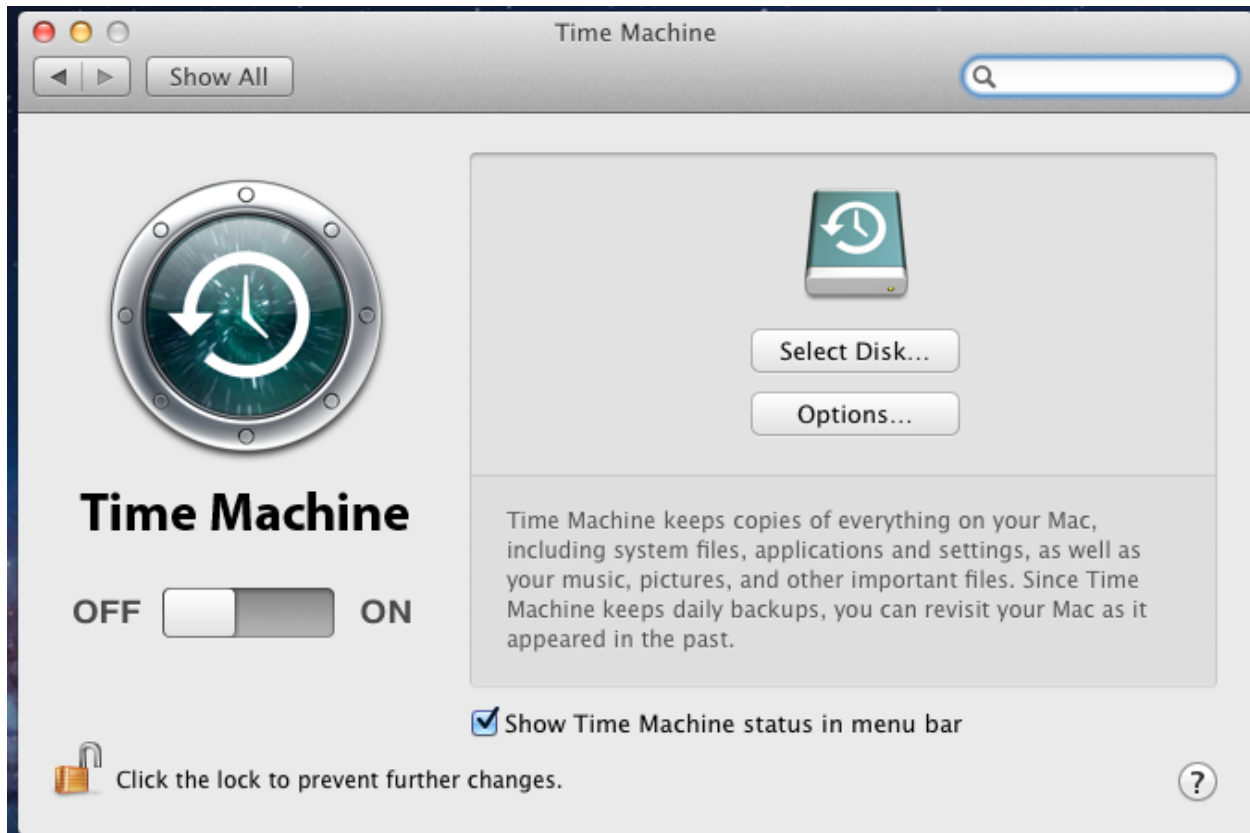 Time Machine
Show All
Select Disk...
Options...
Time Machine
Time Machine keeps copies of everything on your Mac,
including system files, applications and settings, as well as
your music, pictures, and other important files. Since Time
Machine keeps daily backups, you can revisit your Mac as it
appeared in the past.
OFF ON
Show Time Machine status in menu bar
Click the lock to prevent further changes.
?